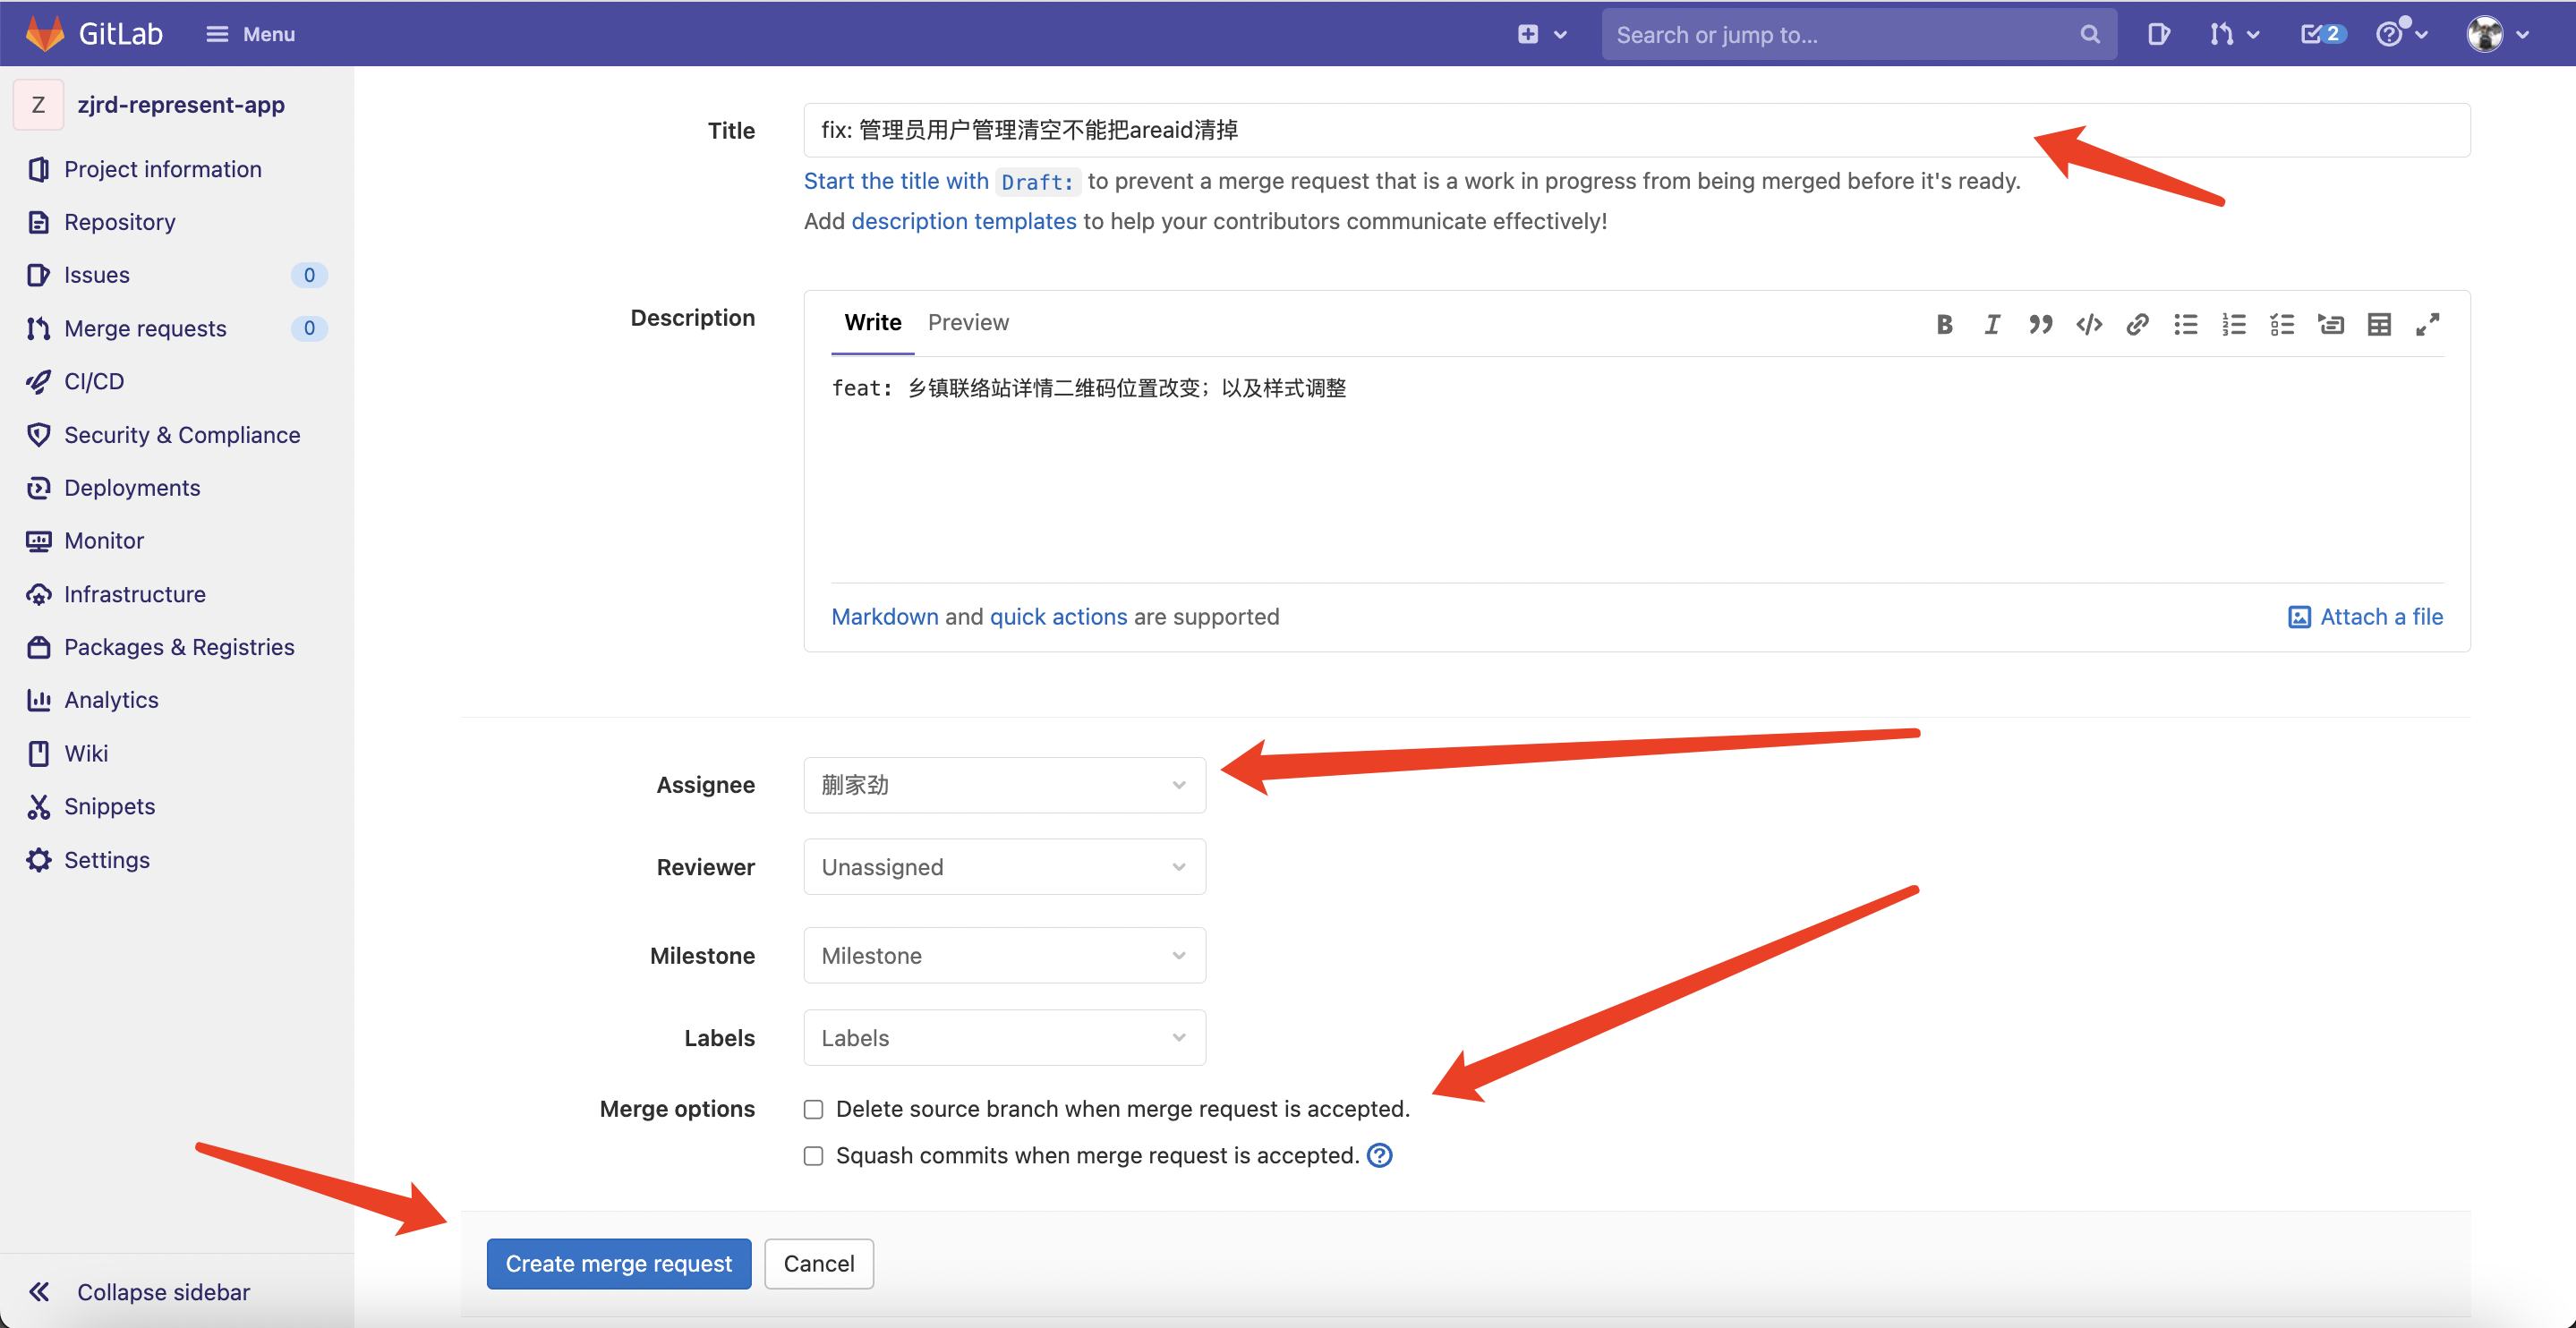 GitLab
Menu
Search or jump to...
2
Z
zjrd-represent-app
Project information
Repository
Issues 0
Merge requests 0
CI/CD
Security & Compliance
Deployments
Monitor
Infrastructure
Packages & Registries
Analytics
Wiki
Snippets
Settings
Collapse sidebar
Title
fix: 管理员用户管理清空不能把areaid清掉
Start the title with Draft: to prevent a merge request that is a work in progress from being merged before it's ready.
Add description templates to help your contributors communicate effectively!
Description
Write Preview
feat: 乡镇联络站详情二维码位置改变；以及样式调整
Markdown and quick actions are supported
Attach a file
Assignee
蒯家劲
Reviewer
Unassigned
Milestone
Milestone
Labels
Labels
Merge options
Delete source branch when merge request is accepted.
Squash commits when merge request is accepted.
Create merge request
Cancel